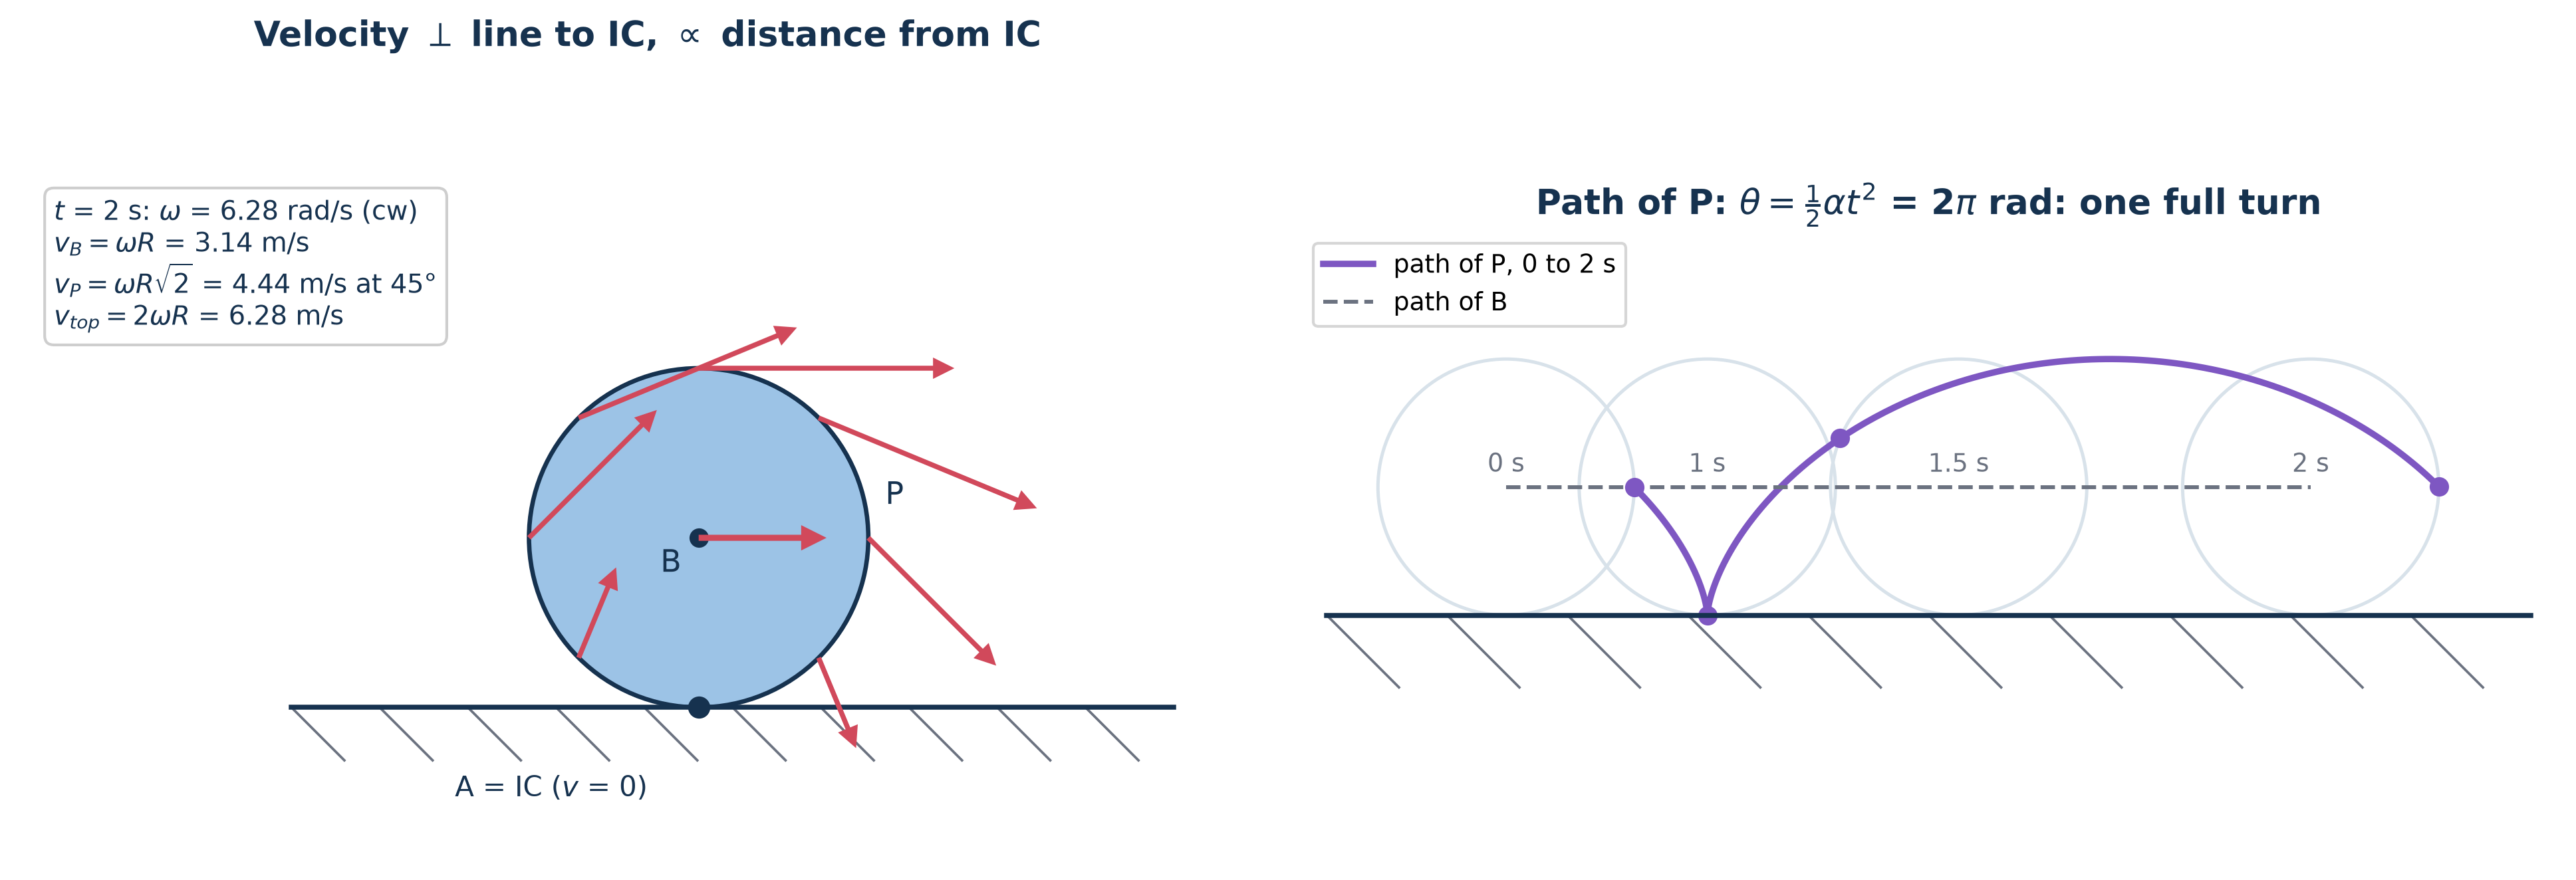 Velocity ⊥ line to IC, ∝ distance from IC
t = 2 s: ω = 6.28 rad/s (cw)
v_B = ωR = 3.14 m/s
v_P = ωR√2 = 4.44 m/s at 45°
v_top = 2ωR = 6.28 m/s
P
B
A = IC (v = 0)
Path of P: θ = ½αt² = 2π rad: one full turn
path of P, 0 to 2 s
path of B
0 s
1 s
1.5 s
2 s